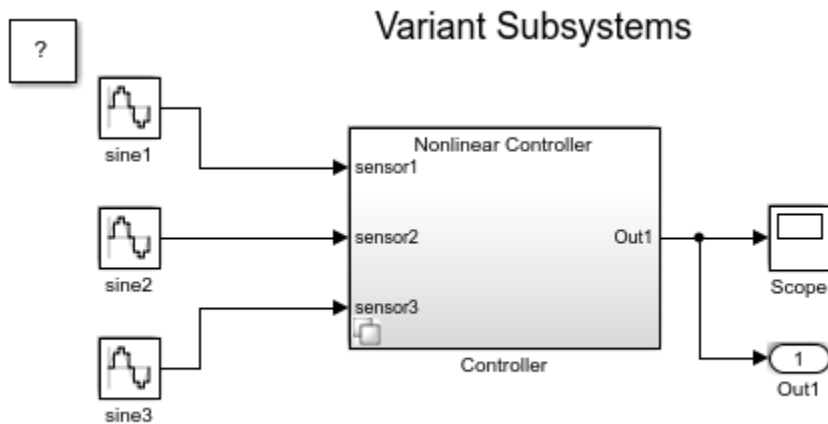 Variant Subsystems
?
sine1
Nonlinear Controller
sensor1
sensor2
Out1
sine2
sensor3
Scope
Controller
1
Out1
sine3